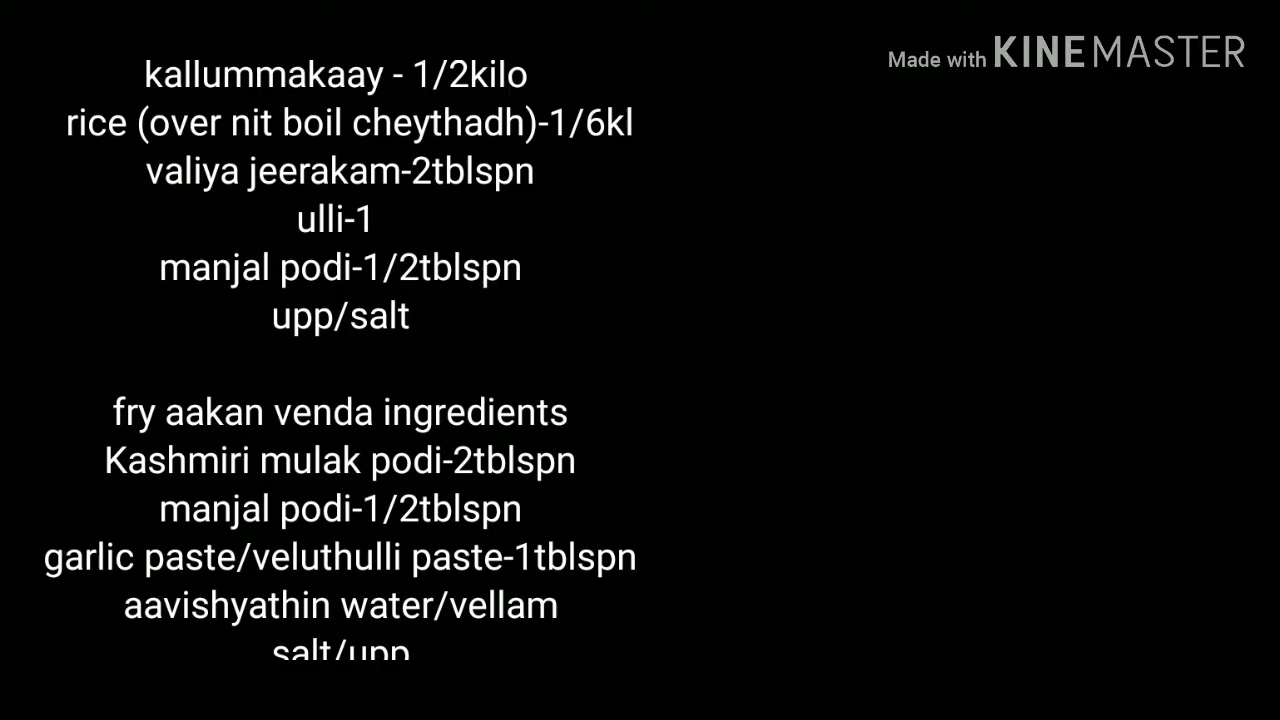 Made with KINEMASTER
kallummakaay - 1/2kilo
rice (over nit boil cheythadh)-1/6kl
valiya jeerakam-2tblspn
ulli-1
manjal podi-1/2tblspn
upp/salt
fry aakan venda ingredients
Kashmiri mulak podi-2tblspn
manjal podi-1/2tblspn
garlic paste/veluthulli paste-1tblspn
aavishyathin water/vellam
salt/upp